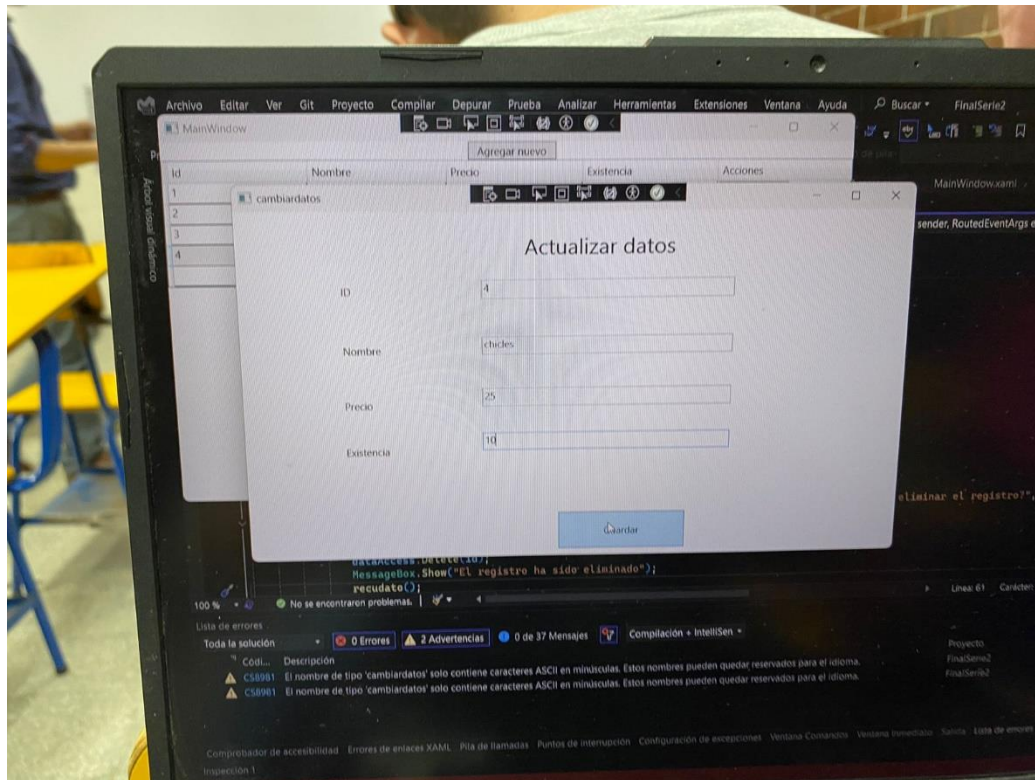 Archivo Editar Ver Git Proyecto Compilar Depurar Prueba Analizar Herramientas Extensiones Ventana Ayuda Buscar FinalSerie2
MainWindow
Agregar nuevo
Id Nombre Precio Existencia Acciones
MainWindow.xaml
1
2
3
4
Árbol visual dinámico
sender, RoutedEventArgs e
cambiardatos
Actualizar datos
ID 4
Nombre chicles
Precio 25
Existencia 10
Guardar
eliminar el registro?",
dataAccess.Delete(id);
MessageBox.Show("El registro ha sido eliminado");
recudato();
100 % No se encontraron problemas. Línea: 61
Lista de errores
Toda la solución 0 Errores 2 Advertencias 0 de 37 Mensajes Compilación + IntelliSen
Códi... Descripción Proyecto
CS8981 El nombre de tipo 'cambiardatos' solo contiene caracteres ASCII en minúsculas. Estos nombres pueden quedar reservados para el idioma. FinalSerie2
CS8981 El nombre de tipo 'cambiardatos' solo contiene caracteres ASCII en minúsculas. Estos nombres pueden quedar reservados para el idioma. FinalSerie2
Comprobador de accesibilidad Errores de enlaces XAML Pila de llamadas Puntos de interrupción Configuración de excepciones Ventana Comandos Ventana Inmediato Salida Lista de errores
Inspección 1